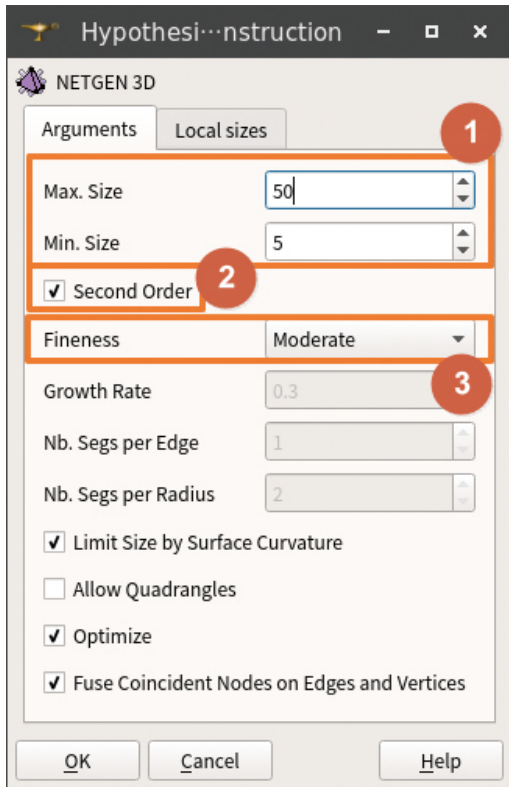 Hypothesi···nstruction
NETGEN 3D
Arguments Local sizes
1
Max. Size 50
Min. Size 5
2
Second Order
Fineness Moderate
3
Growth Rate 0.3
Nb. Segs per Edge 1
Nb. Segs per Radius 2
Limit Size by Surface Curvature
Allow Quadrangles
Optimize
Fuse Coincident Nodes on Edges and Vertices
OK Cancel Help